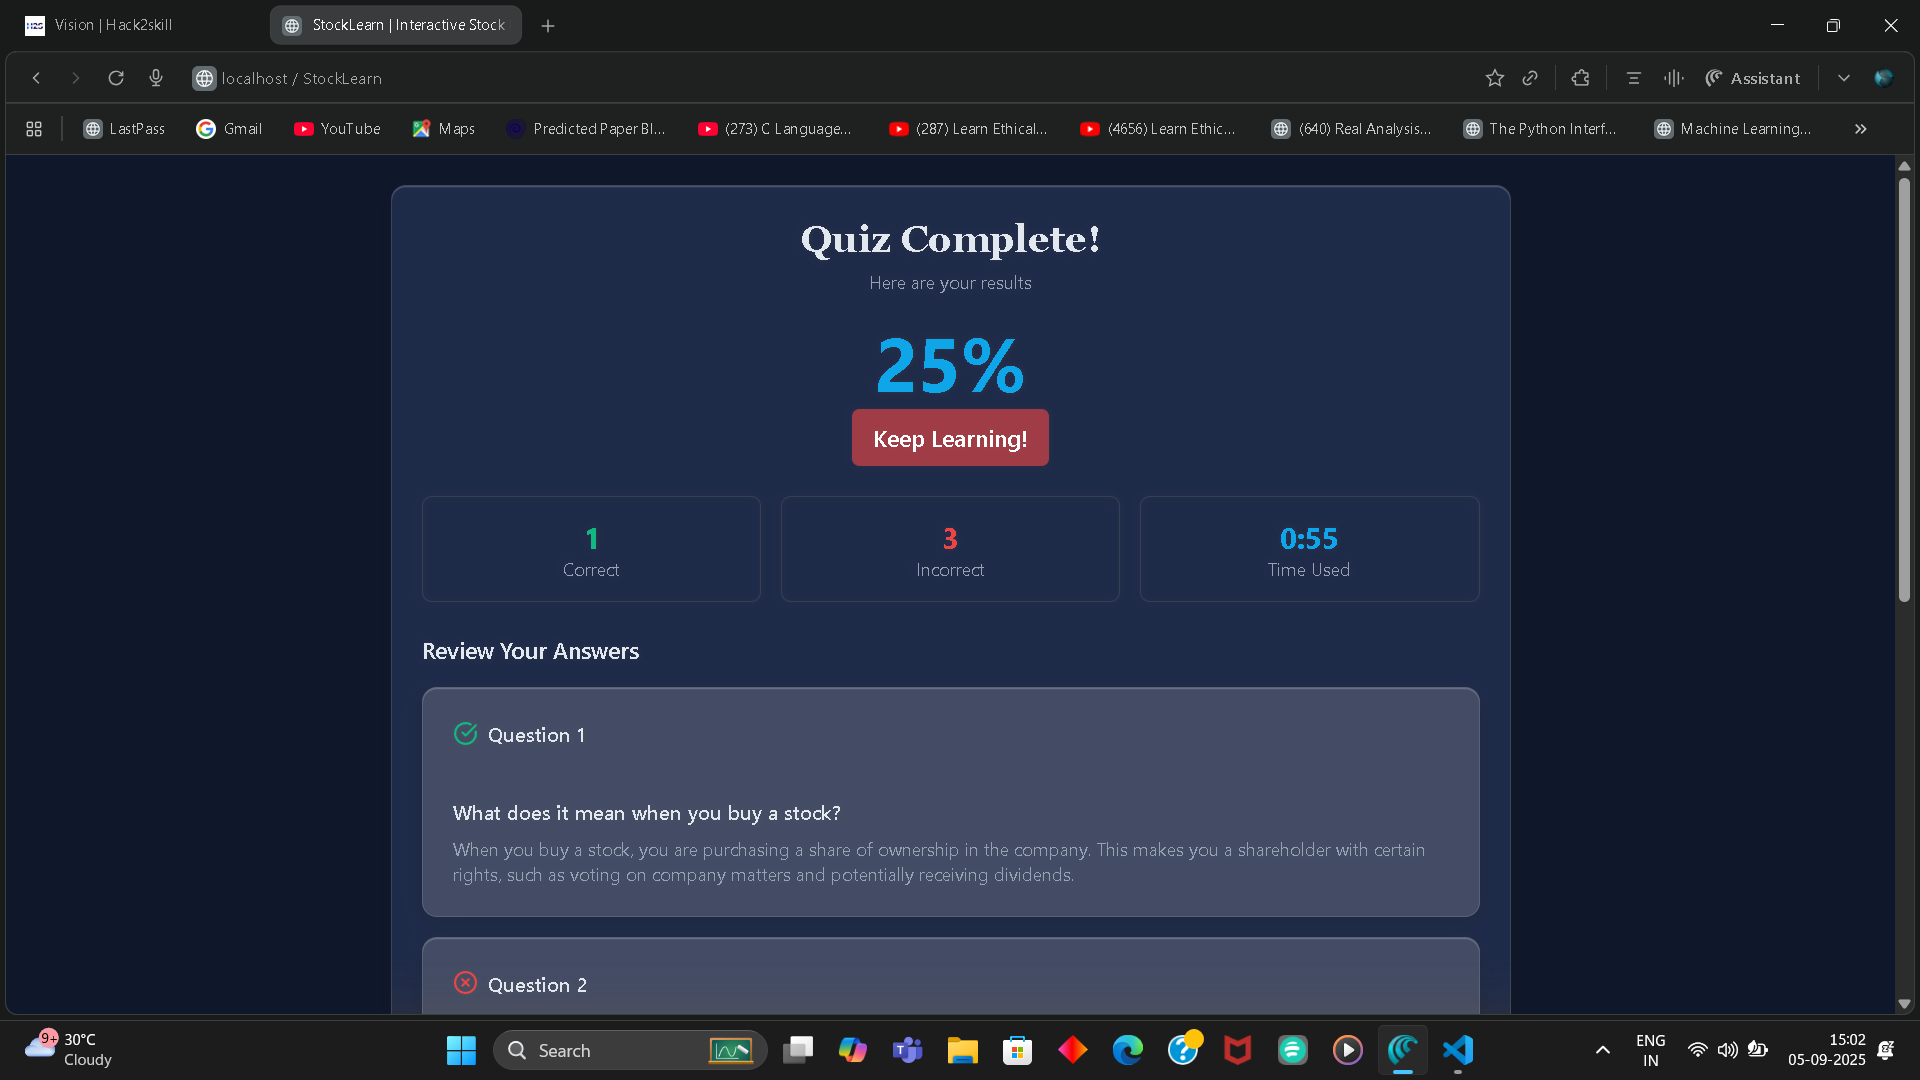 Vision | Hack2skill
StockLearn | Interactive Stock
localhost / StockLearn
Assistant
LastPass
Gmail
YouTube
Maps
Predicted Paper Bl...
(273) C Language...
(287) Learn Ethical...
(4656) Learn Ethic...
(640) Real Analysis...
The Python Interf...
Machine Learning...
Quiz Complete!
Here are your results
25%
Keep Learning!
1
Correct
3
Incorrect
0:55
Time Used
Review Your Answers
Question 1
What does it mean when you buy a stock?
When you buy a stock, you are purchasing a share of ownership in the company. This makes you a shareholder with certain
rights, such as voting on company matters and potentially receiving dividends.
Question 2
9+
30°C
Cloudy
Search
ENG
IN
15:02
05-09-2025